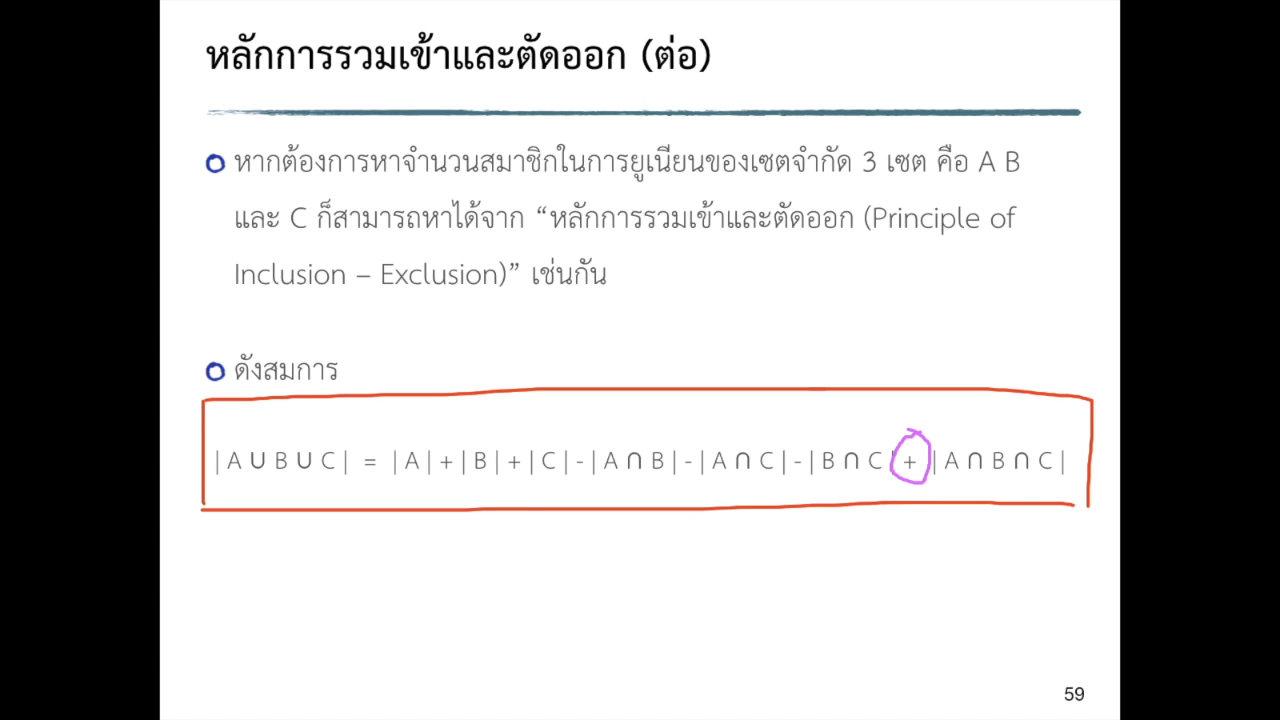 หลักการรวมเข้าและตัดออก (ต่อ)
หากต้องการหาจำนวนสมาชิกในการยูเนียนของเซตจำกัด 3 เซต คือ A B
และ C ก็สามารถหาได้จาก “หลักการรวมเข้าและตัดออก (Principle of
Inclusion – Exclusion)” เช่นกัน
ดังสมการ
|A∪B∪C| = |A|+|B|+|C|-|A∩B|-|A∩C|-|B∩C|+|A∩B∩C|
59